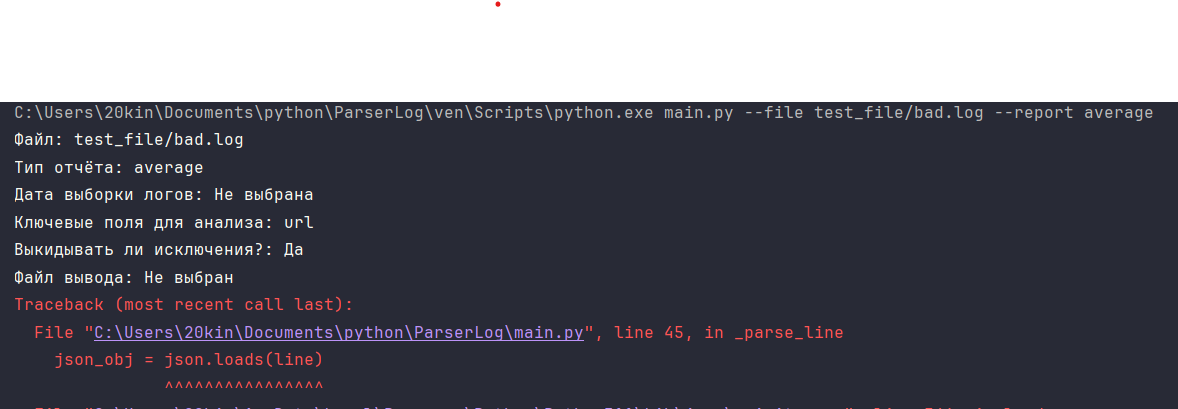 C:\Users\20kin\Documents\python\ParserLog\ven\Scripts\python.exe main.py --file test_file/bad.log --report average
Файл: test_file/bad.log
Тип отчёта: average
Дата выборки логов: Не выбрана
Ключевые поля для анализа: url
Выкидывать ли исключения?: Да
Файл вывода: Не выбран
Traceback (most recent call last):
  File "C:\Users\20kin\Documents\python\ParserLog\main.py", line 45, in _parse_line
    json_obj = json.loads(line)
               ^^^^^^^^^^^^^^^^